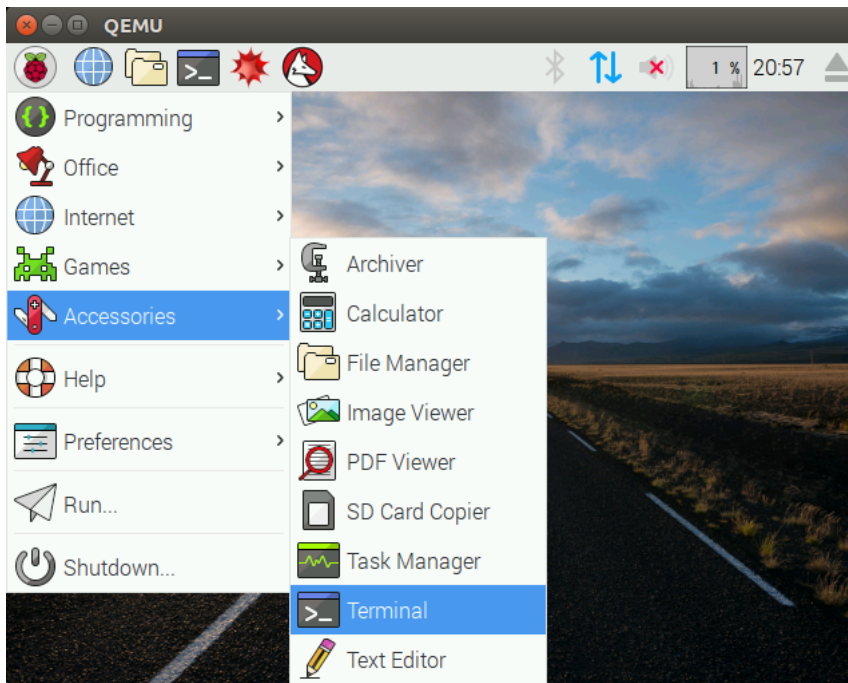 QEMU
1 % 20:57
Programming
Office
Internet
Games
Accessories
Help
Preferences
Run...
Shutdown...
Archiver
Calculator
File Manager
Image Viewer
PDF Viewer
SD Card Copier
Task Manager
Terminal
Text Editor